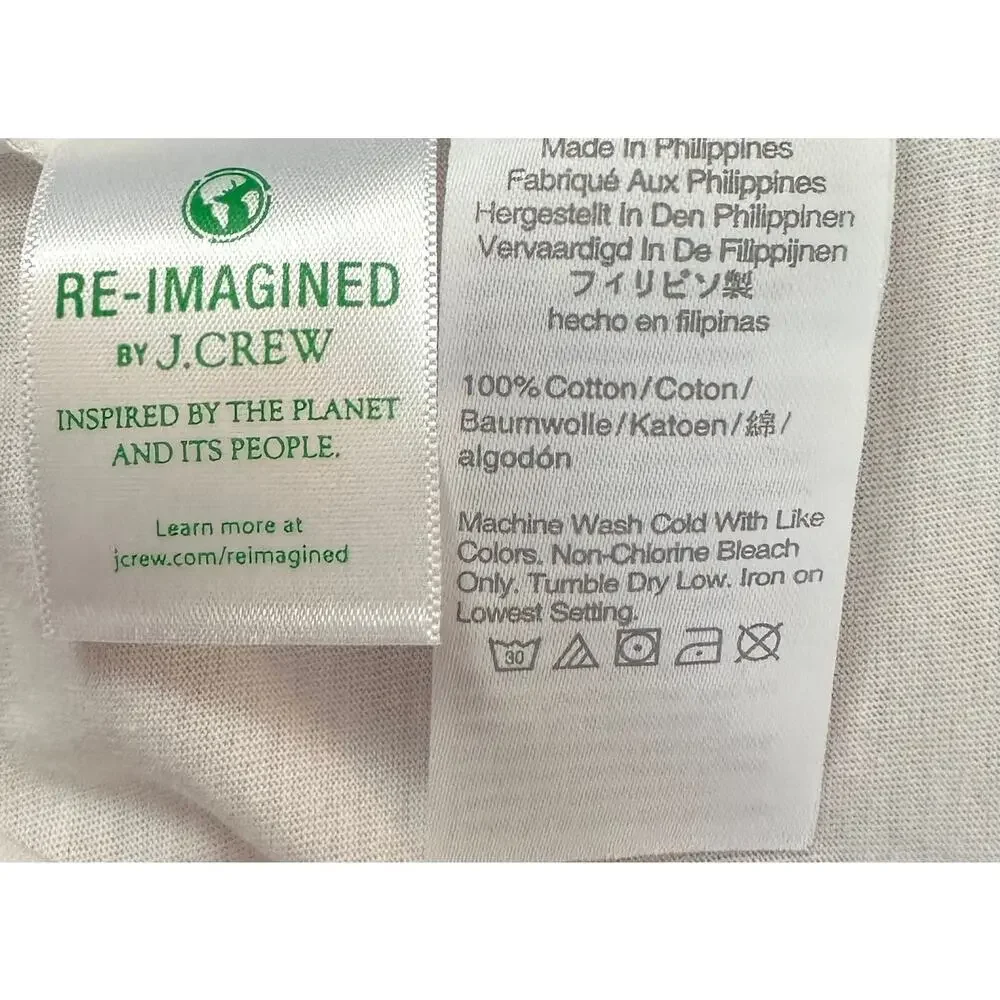 RE-IMAGINED
BY J.CREW
INSPIRED BY THE PLANET
AND ITS PEOPLE.
Learn more at
jcrew.com/reimagined
Made In Philippines
Fabriqué Aux Philippines
Hergestellt In Den Philippinen
Vervaardigd In De Filippijnen
フィリピン製
hecho en filipinas
100% Cotton/Coton/
Baumwolle/Katoen/綿/
algodón
Machine Wash Cold With Like
Colors. Non-Chlorine Bleach
Only. Tumble Dry Low. Iron on
Lowest Setting.
30